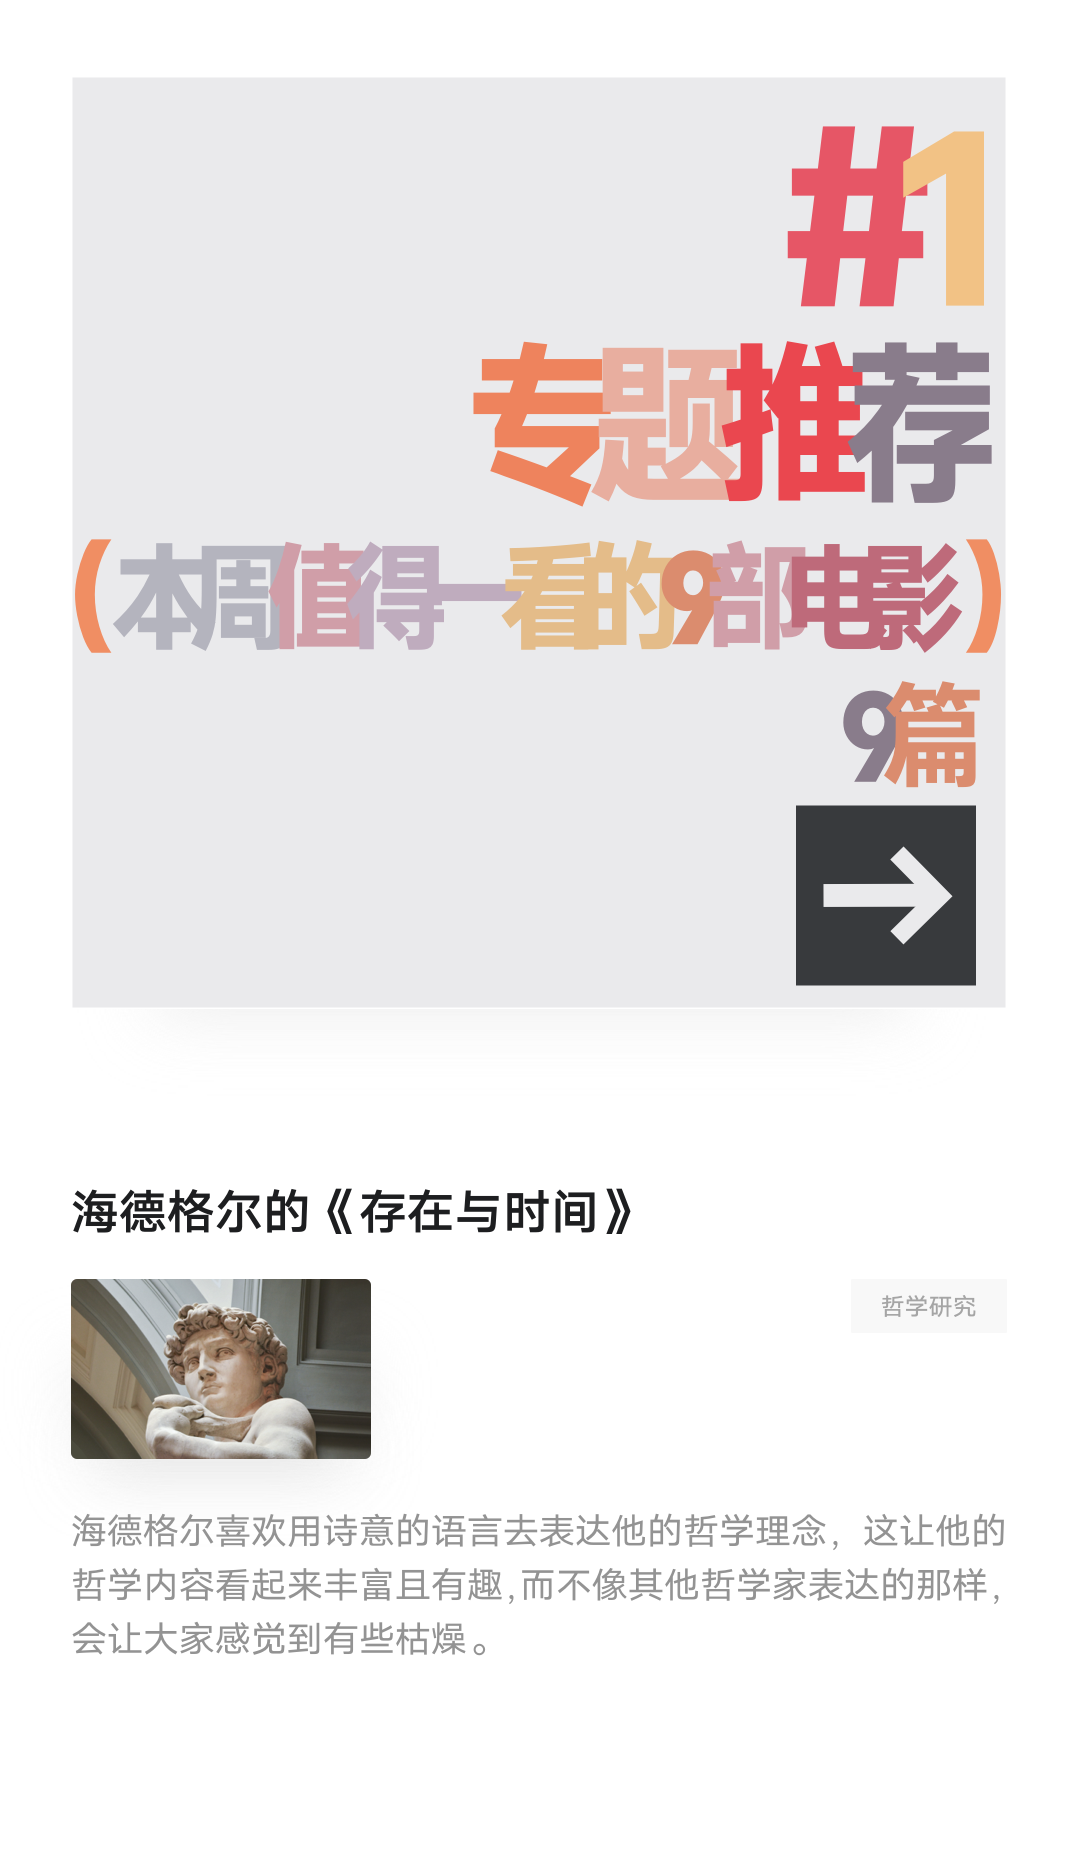 #1
专题推荐
(本周值得一看的9部电影)
9篇
海德格尔的《存在与时间》
哲学研究
海德格尔喜欢用诗意的语言去表达他的哲学理念，这让他的
哲学内容看起来丰富且有趣,而不像其他哲学家表达的那样,
会让大家感觉到有些枯燥。